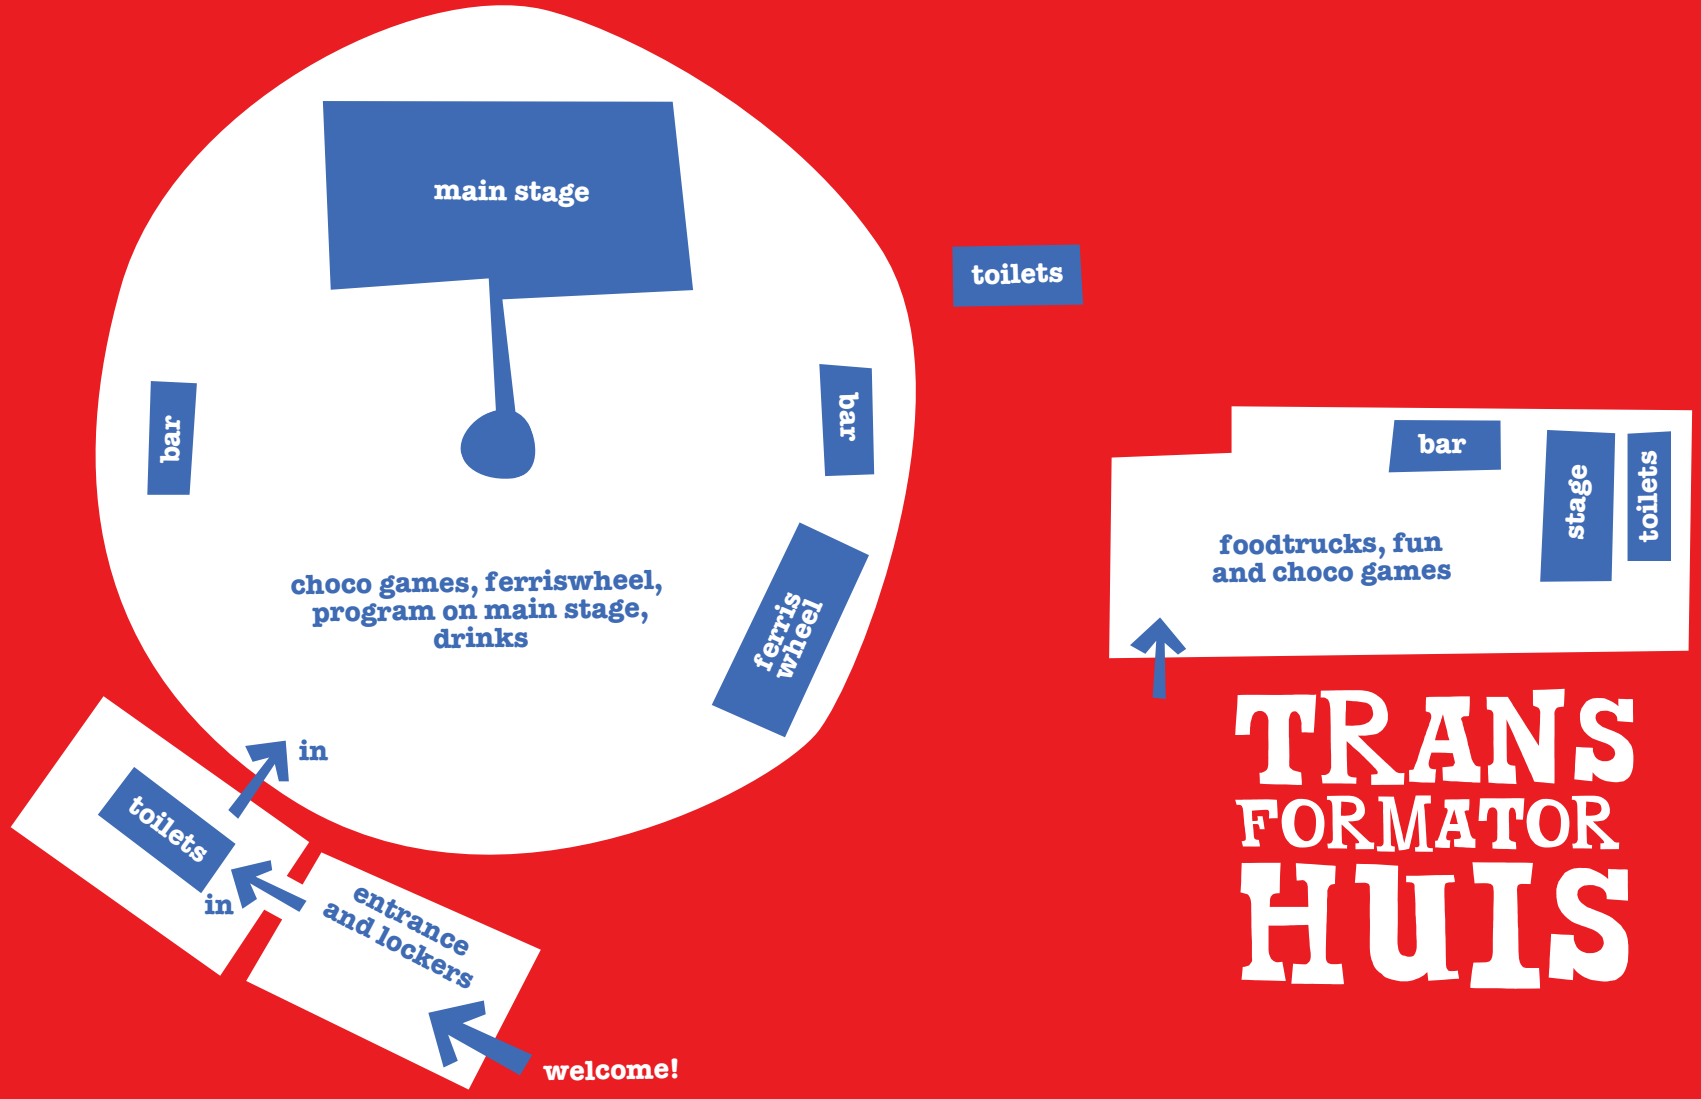 main stage
toilets
bar
bar
bar
stage
toilets
foodtrucks, fun
and choco games
choco games, ferriswheel,
program on main stage,
drinks
ferris
wheel
in
toilets
in
entrance
and lockers
welcome!
TRANS
FORMATOR
HUIS